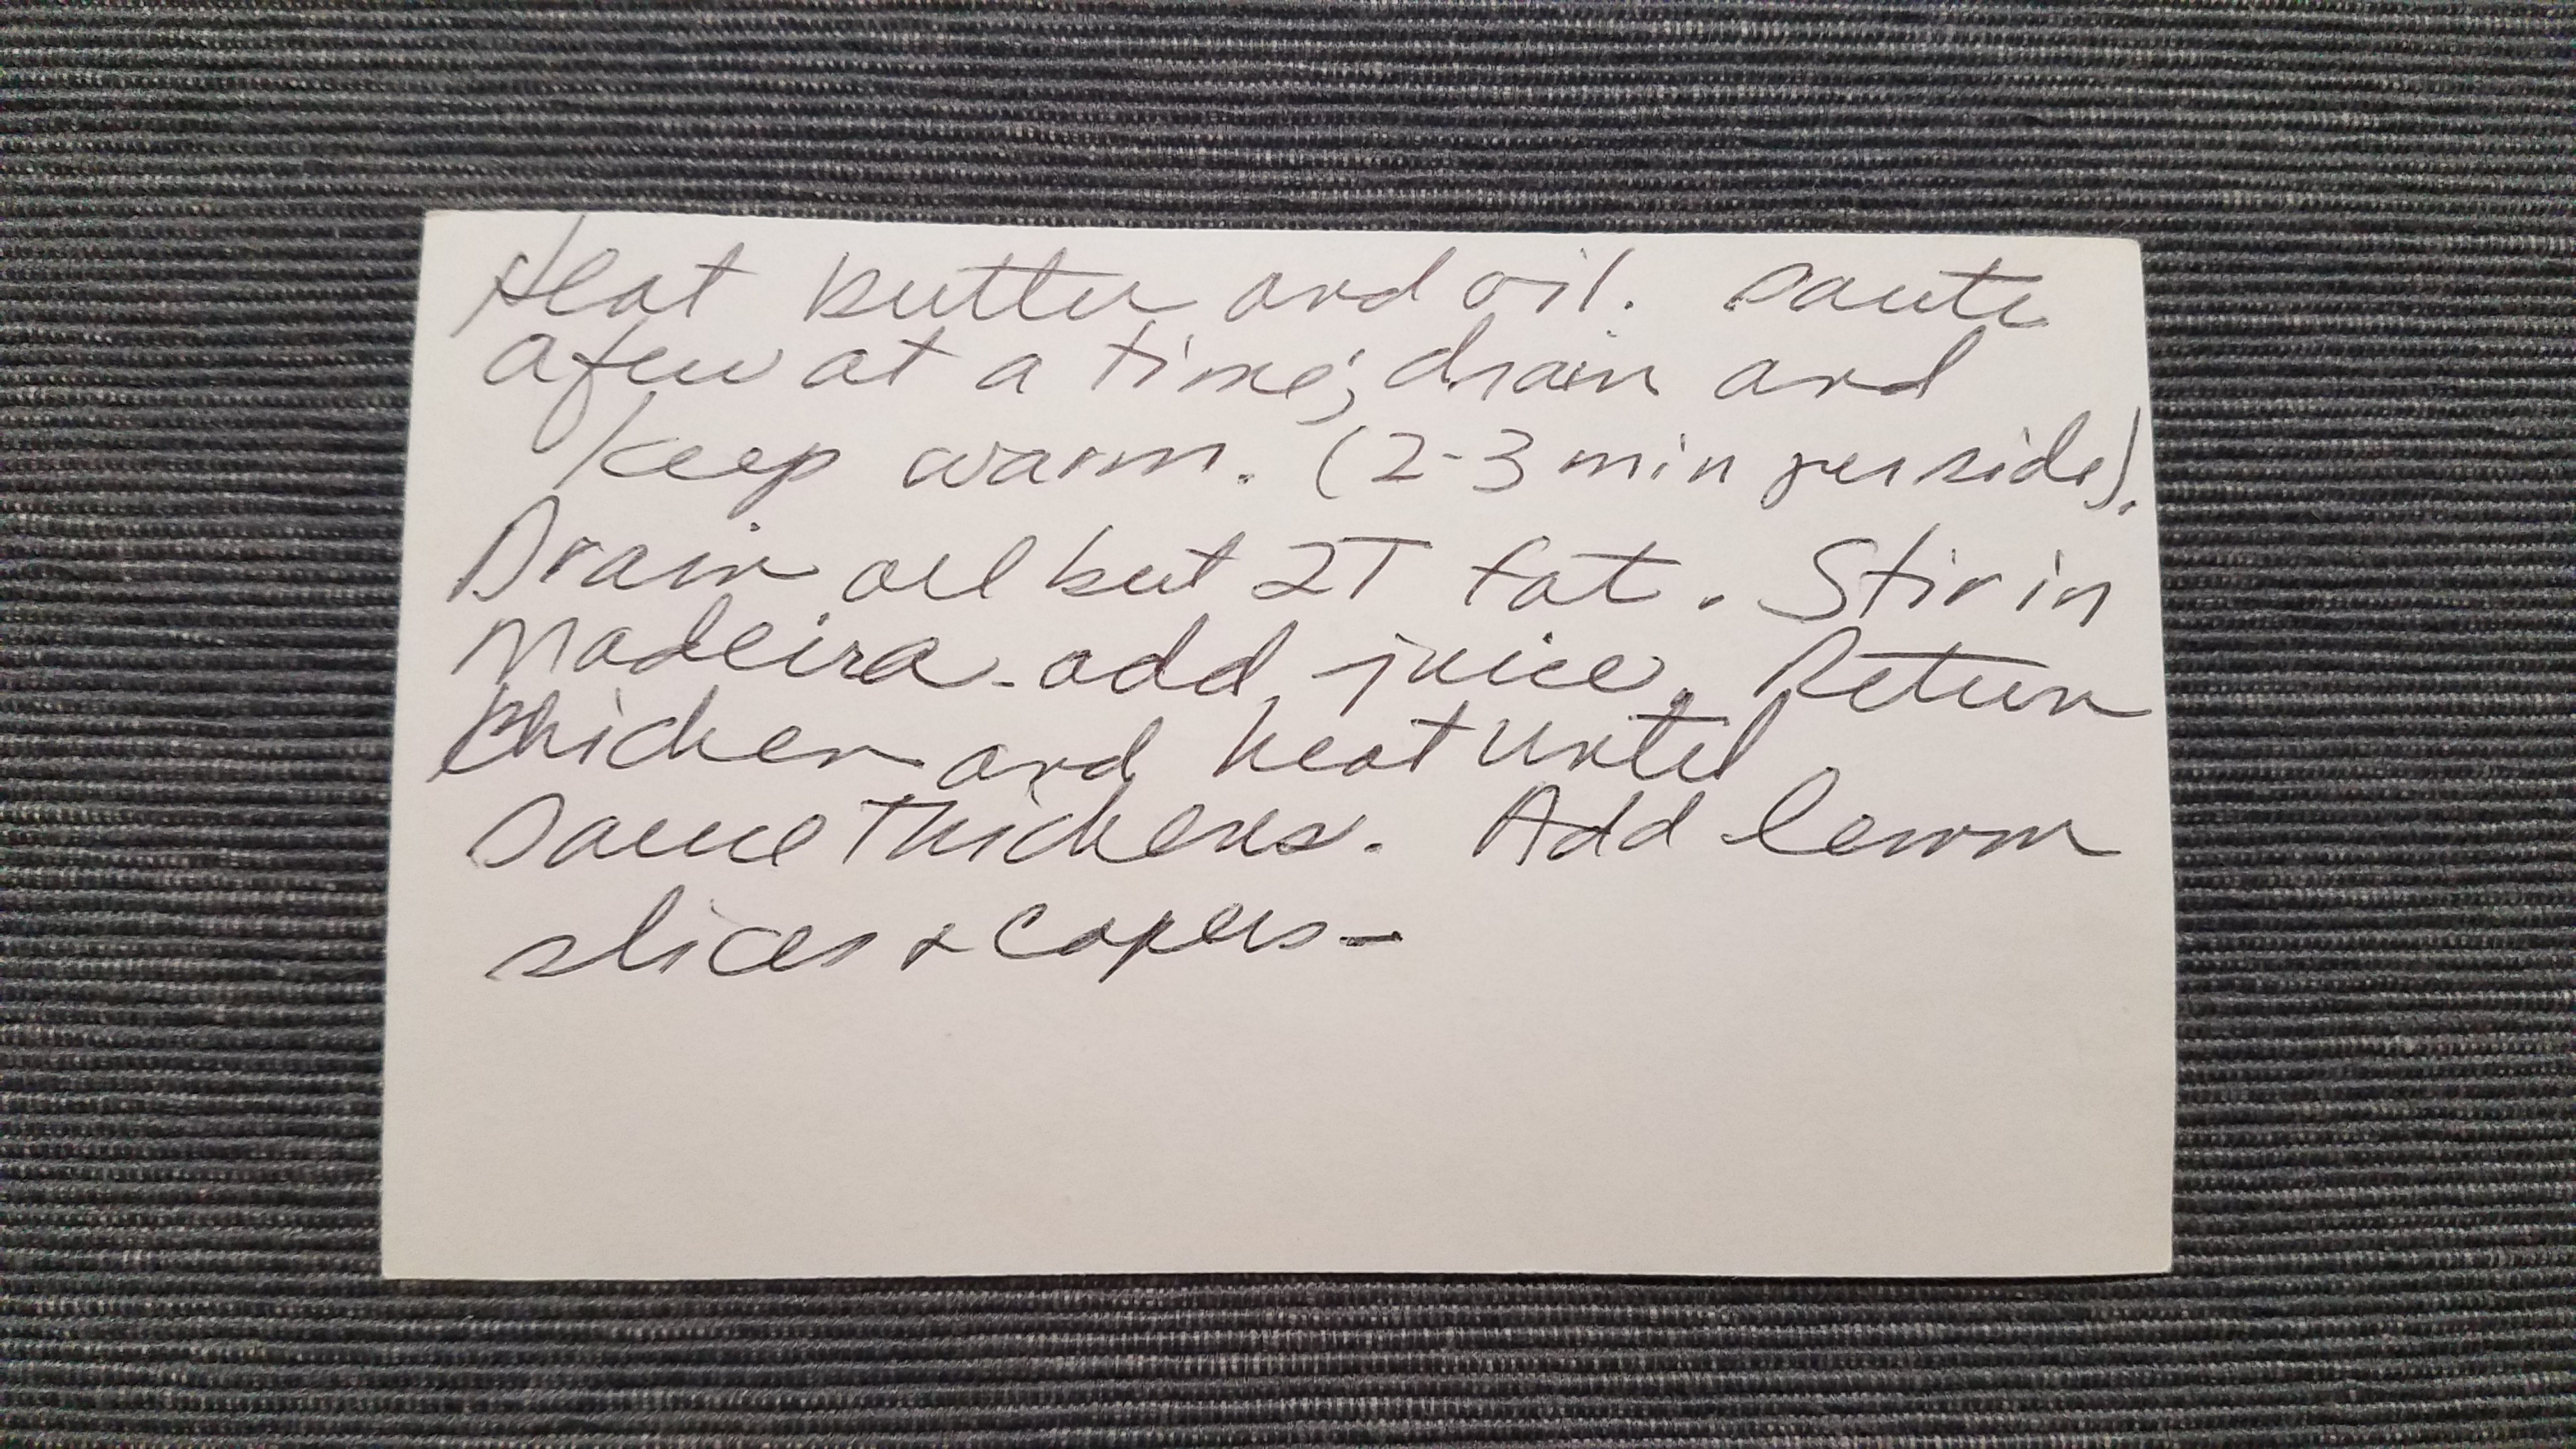 Heat butter and oil. Saute
a few at a time; drain and
keep warm. (2-3 min per side).
Drain all but 2T fat. Stir in
Madeira - add juice. Return
chicken and heat until
sauce thickens. Add lemon
slices & capers -